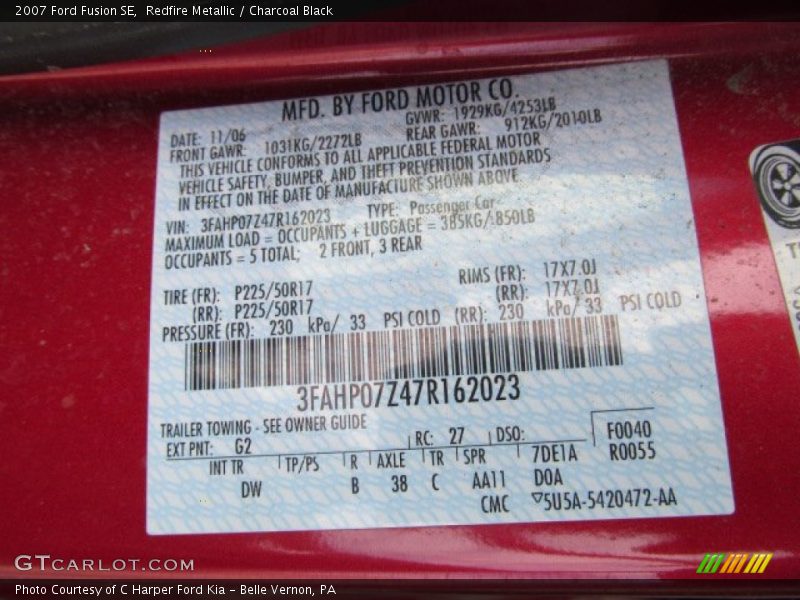 2007 Ford Fusion SE,  Redfire Metallic / Charcoal Black
MFD. BY FORD MOTOR CO.
DATE: 11/06 GVWR: 1929KG/4253LB
FRONT GAWR: 1031KG/2272LB REAR GAWR: 912KG/2010LB
THIS VEHICLE CONFORMS TO ALL APPLICABLE FEDERAL MOTOR
VEHICLE SAFETY, BUMPER, AND THEFT PREVENTION STANDARDS
IN EFFECT ON THE DATE OF MANUFACTURE SHOWN ABOVE
VIN: 3FAHP07Z47R162023 TYPE: Passenger Car
MAXIMUM LOAD = OCCUPANTS + LUGGAGE = 385KG/850LB
OCCUPANTS = 5 TOTAL; 2 FRONT, 3 REAR
TIRE (FR): P225/50R17 RIMS (FR): 17X7.0J
(RR): P225/50R17 (RR): 17X7.0J
PRESSURE (FR): 230 kPa/ 33 PSI COLD (RR): 230 kPa/ 33 PSI COLD
3FAHP07Z47R162023
TRAILER TOWING - SEE OWNER GUIDE
EXT PNT: G2 RC: 27 DSO: F0040
INT TR TP/PS R AXLE TR SPR 7DE1A R0055
DW B 38 C AA11 D0A
CMC 5U5A-5420472-AA
GTCARLOT.COM
Photo Courtesy of C Harper Ford Kia – Belle Vernon, PA